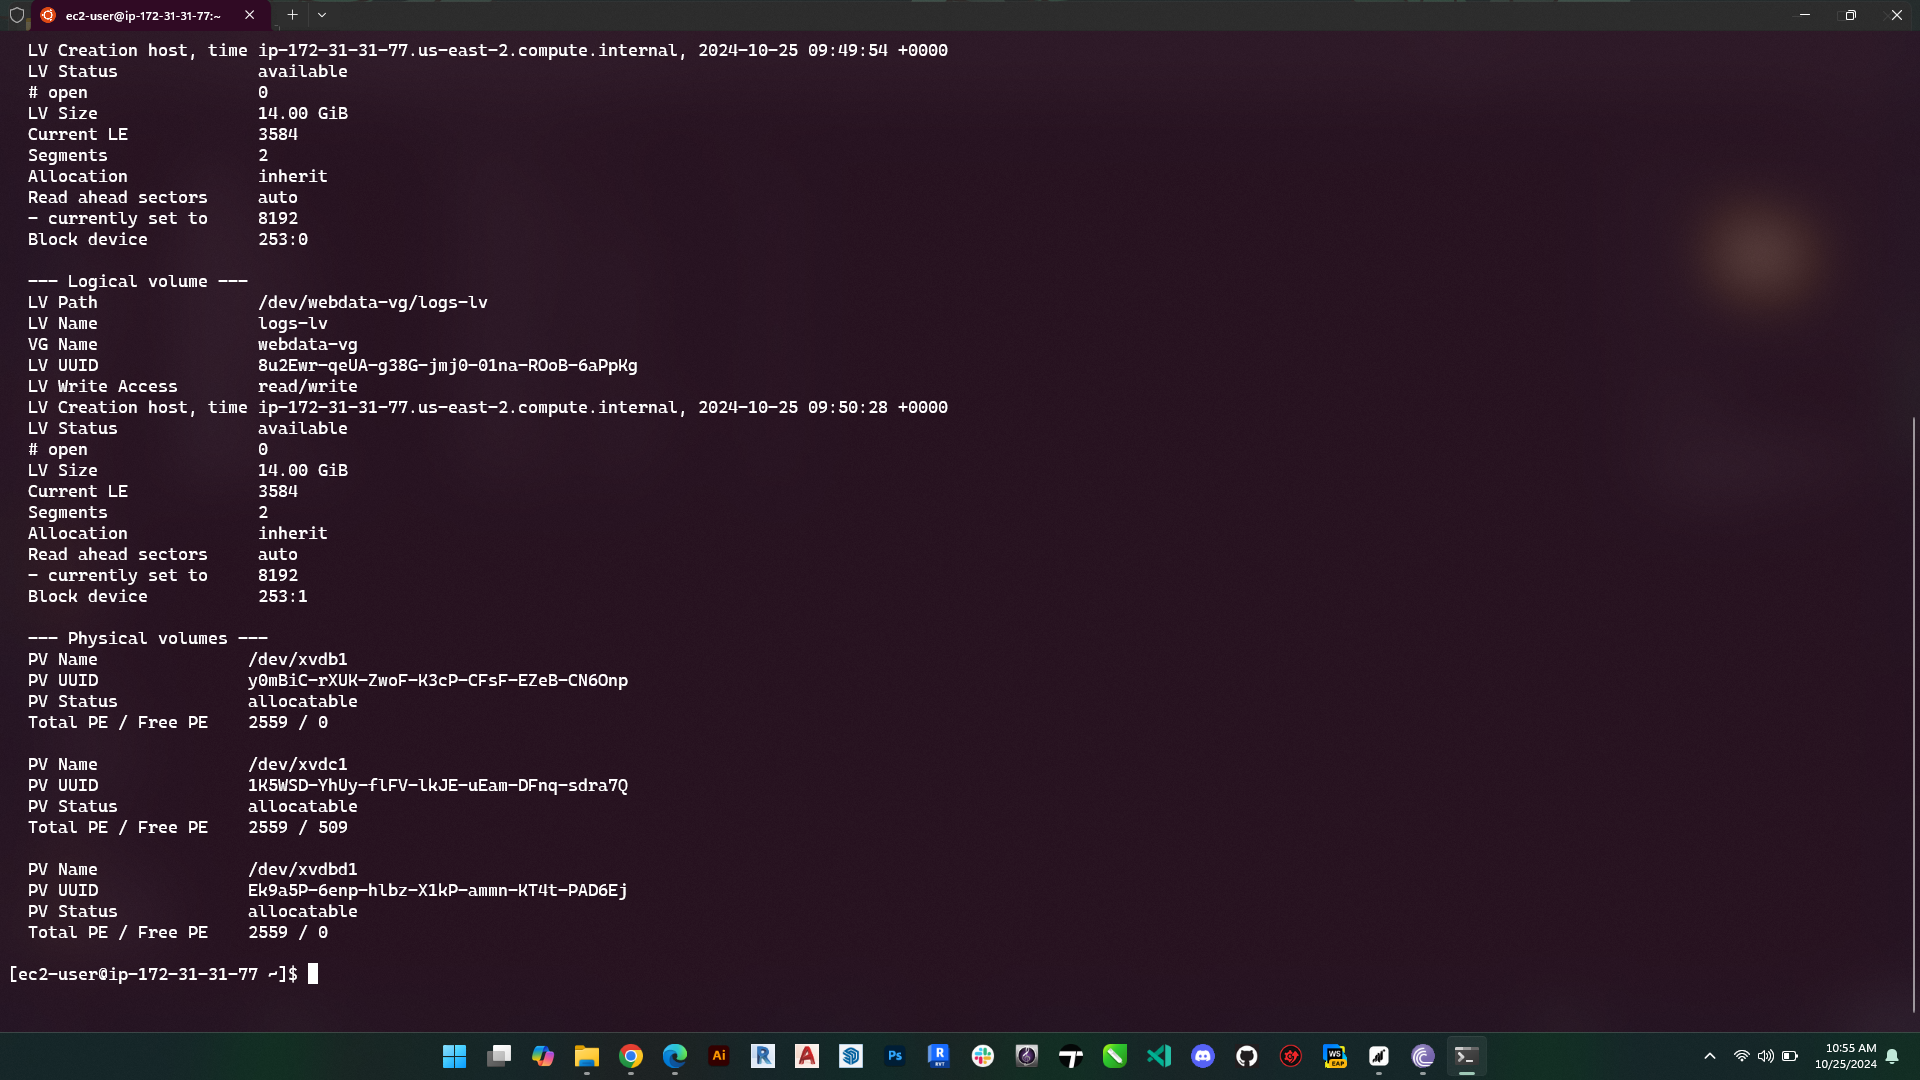 ec2-user@ip-172-31-31-77:~
LV Creation host, time ip-172-31-31-77.us-east-2.compute.internal, 2024-10-25 09:49:54 +0000
LV Status available
# open 0
LV Size 14.00 GiB
Current LE 3584
Segments 2
Allocation inherit
Read ahead sectors auto
- currently set to 8192
Block device 253:0
--- Logical volume ---
LV Path /dev/webdata-vg/logs-lv
LV Name logs-lv
VG Name webdata-vg
LV UUID 8u2Ewr-qeUA-g38G-jmj0-01na-ROoB-6aPpKg
LV Write Access read/write
LV Creation host, time ip-172-31-31-77.us-east-2.compute.internal, 2024-10-25 09:50:28 +0000
LV Status available
# open 0
LV Size 14.00 GiB
Current LE 3584
Segments 2
Allocation inherit
Read ahead sectors auto
- currently set to 8192
Block device 253:1
--- Physical volumes ---
PV Name /dev/xvdb1
PV UUID y0mBiC-rXUK-ZwoF-K3cP-CFsF-EZeB-CN6Onp
PV Status allocatable
Total PE / Free PE 2559 / 0
PV Name /dev/xvdc1
PV UUID 1K5WSD-YhUy-flFV-lkJE-uEam-DFnq-sdra7Q
PV Status allocatable
Total PE / Free PE 2559 / 509
PV Name /dev/xvdbd1
PV UUID Ek9a5P-6enp-hlbz-X1kP-ammn-KT4t-PAD6Ej
PV Status allocatable
Total PE / Free PE 2559 / 0
[ec2-user@ip-172-31-31-77 ~]$
Ai R A Ps R RVT WS EAP
10:55 AM
10/25/2024